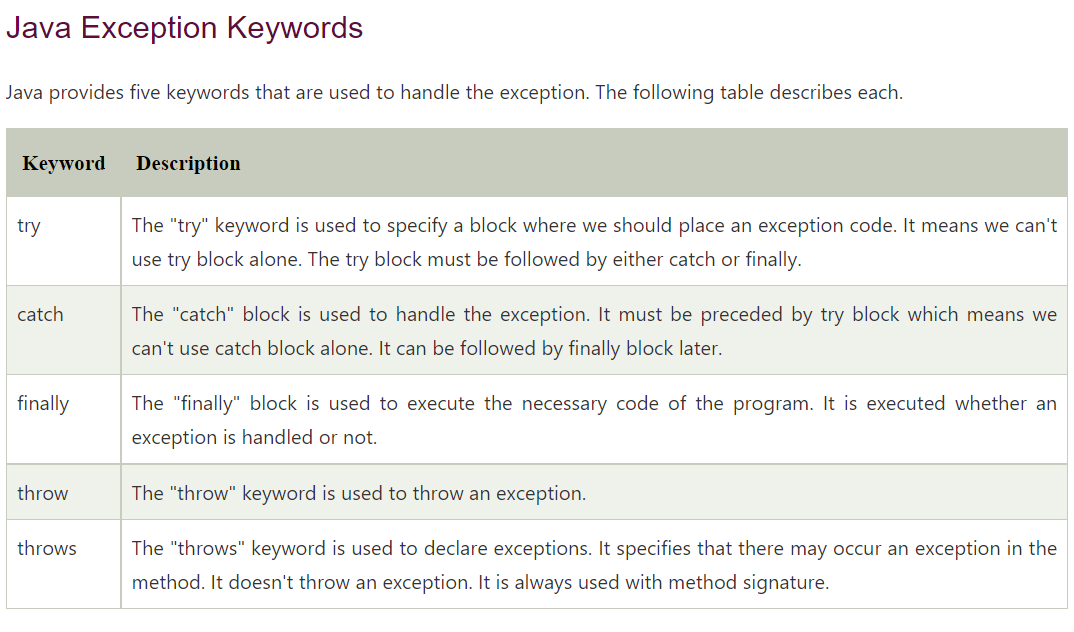 Java Exception Keywords
Java provides five keywords that are used to handle the exception. The following table describes each.
Keyword Description
try The "try" keyword is used to specify a block where we should place an exception code. It means we can't
use try block alone. The try block must be followed by either catch or finally.
catch The "catch" block is used to handle the exception. It must be preceded by try block which means we
can't use catch block alone. It can be followed by finally block later.
finally The "finally" block is used to execute the necessary code of the program. It is executed whether an
exception is handled or not.
throw The "throw" keyword is used to throw an exception.
throws The "throws" keyword is used to declare exceptions. It specifies that there may occur an exception in the
method. It doesn't throw an exception. It is always used with method signature.